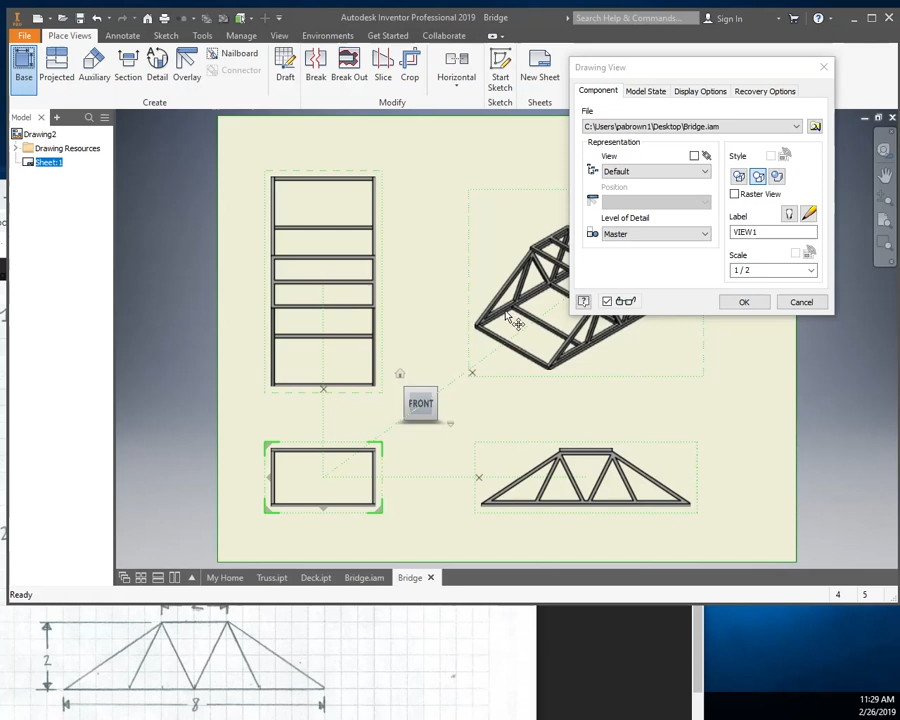 Autodesk Inventor Professional 2019 Bridge
Search Help & Commands...
Sign In
File Place Views Annotate Sketch Tools Manage View Environments Get Started Collaborate
Base Projected Auxiliary Section Detail Overlay
Nailboard
Connector
Draft
Break Break Out Slice Crop
Horizontal
Start Sketch
New Sheet
Create Modify Sketch Sheets
Model
Drawing2
Drawing Resources
Sheet:1
Drawing View
Component Model State Display Options Recovery Options
File
C:\Users\pabrown1\Desktop\Bridge.iam
Representation
View
Default
Position
Level of Detail
Master
Style
Raster View
Label
VIEW1
Scale
1 / 2
OK Cancel
FRONT
My Home Truss.ipt Deck.ipt Bridge.iam Bridge
Ready
4 5
2
8
11:29 AM
2/26/2019